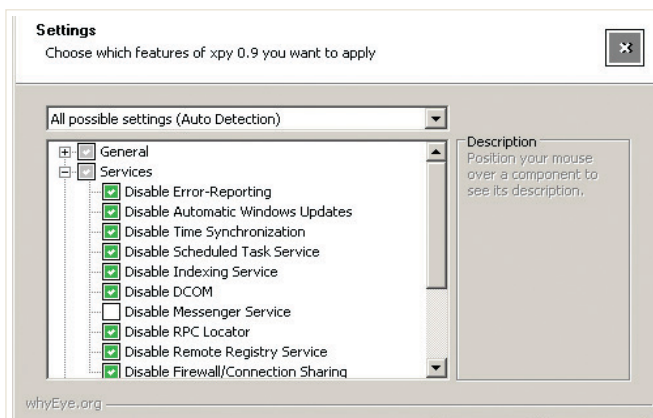 Settings
Choose which features of xpy 0.9 you want to apply
All possible settings (Auto Detection)
General
Services
Disable Error-Reporting
Disable Automatic Windows Updates
Disable Time Synchronization
Disable Scheduled Task Service
Disable Indexing Service
Disable DCOM
Disable Messenger Service
Disable RPC Locator
Disable Remote Registry Service
Disable Firewall/Connection Sharing
Description
Position your mouse
over a component to
see its description.
whyEye.org